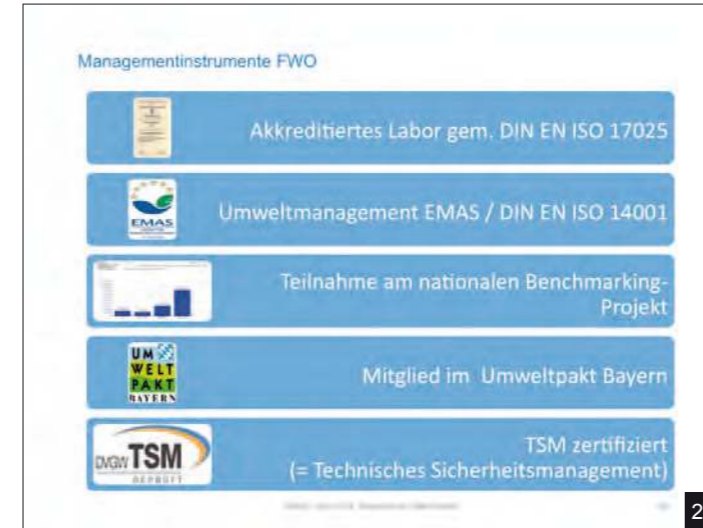 Managementinstrumente FWO
Akkreditiertes Labor gem. DIN EN ISO 17025
EMAS
Umweltmanagement EMAS / DIN EN ISO 14001
Teilnahme am nationalen Benchmarking-
Projekt
UM
WELT
PAKT
BAYERN
Mitglied im Umweltpakt Bayern
DVGW TSM
GEPRÜFT
TSM zertifiziert
(= Technisches Sicherheitsmanagement)
2